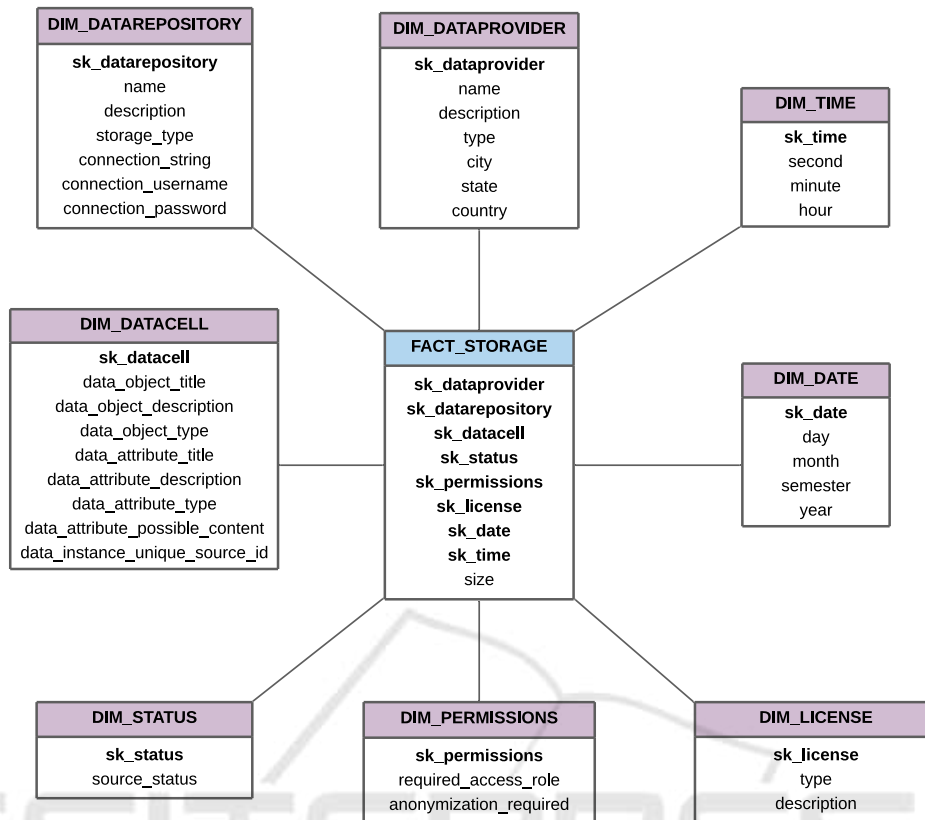 DIM_DATAREPOSITORY
sk_datarepository
name
description
storage_type
connection_string
connection_username
connection_password
DIM_DATAPROVIDER
sk_dataprovider
name
description
type
city
state
country
DIM_TIME
sk_time
second
minute
hour
DIM_DATACELL
sk_datacell
data_object_title
data_object_description
data_object_type
data_attribute_title
data_attribute_description
data_attribute_type
data_attribute_possible_content
data_instance_unique_source_id
FACT_STORAGE
sk_dataprovider
sk_datarepository
sk_datacell
sk_status
sk_permissions
sk_license
sk_date
sk_time
size
DIM_DATE
sk_date
day
month
semester
year
DIM_STATUS
sk_status
source_status
DIM_PERMISSIONS
sk_permissions
required_access_role
anonymization_required
DIM_LICENSE
sk_license
type
description